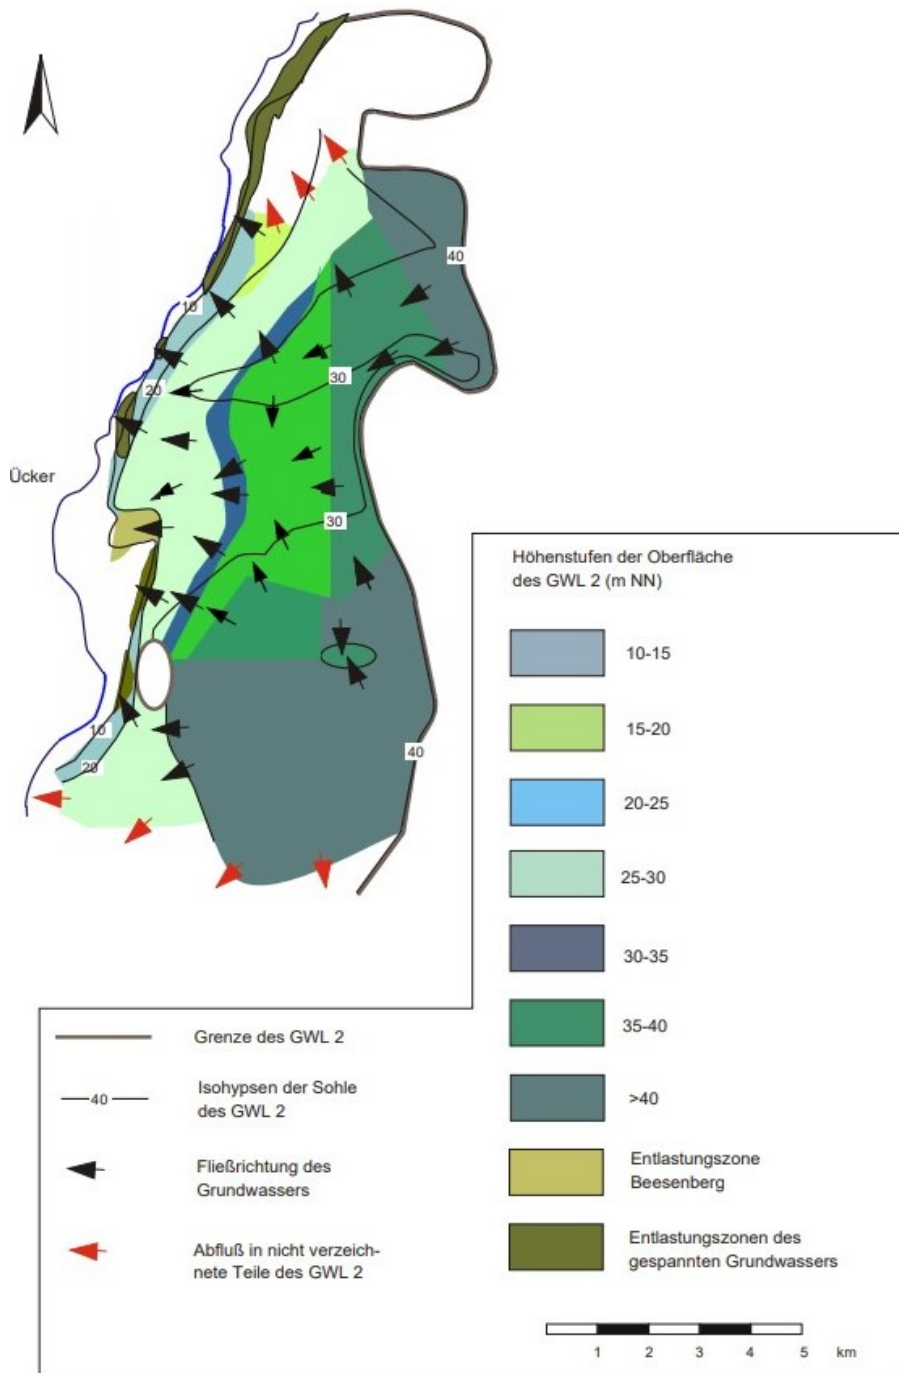 40
10
30
20
Ücker
30
10
40
20
Höhenstufen der Oberfläche
des GWL 2 (m NN)
10-15
15-20
20-25
25-30
30-35
35-40
>40
Entlastungszone
Beesenberg
Entlastungszonen des
gespannten Grundwassers
Grenze des GWL 2
40
Isohypsen der Sohle
des GWL 2
Fließrichtung des
Grundwassers
Abfluß in nicht verzeich-
nete Teile des GWL 2
1 2 3 4 5 km